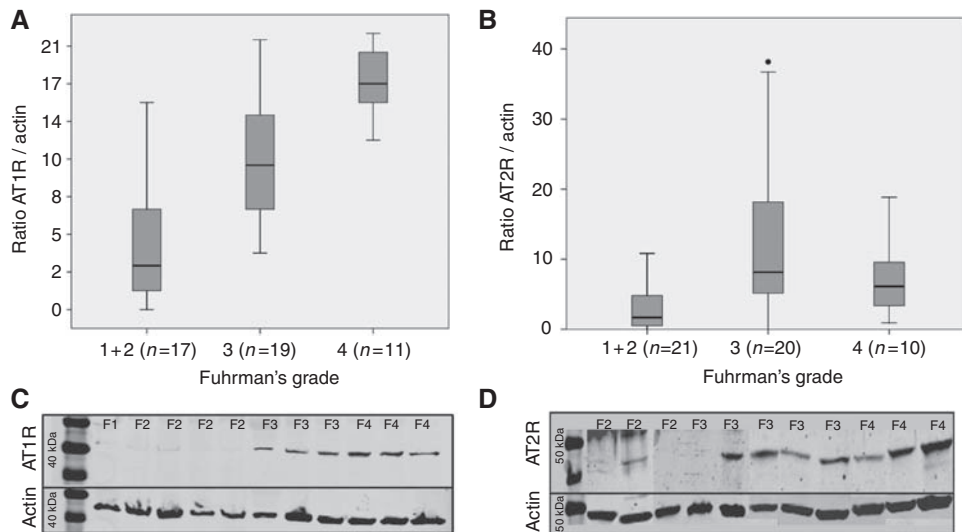 A
Ratio AT1R / actin
21
17
14
10
8
5
2
0
1+2 (n=17) 3 (n=19) 4 (n=11)
Fuhrman's grade
B
Ratio AT2R / actin
40
30
20
10
0
1+2 (n=21) 3 (n=20) 4 (n=10)
Fuhrman's grade
C
AT1R
40 kDa
F1 F2 F2 F2 F2 F3 F3 F3 F4 F4 F4
Actin
40 kDa
D
AT2R
50 kDa
F2 F2 F2 F3 F3 F3 F3 F3 F4 F4 F4
Actin
50 kDa